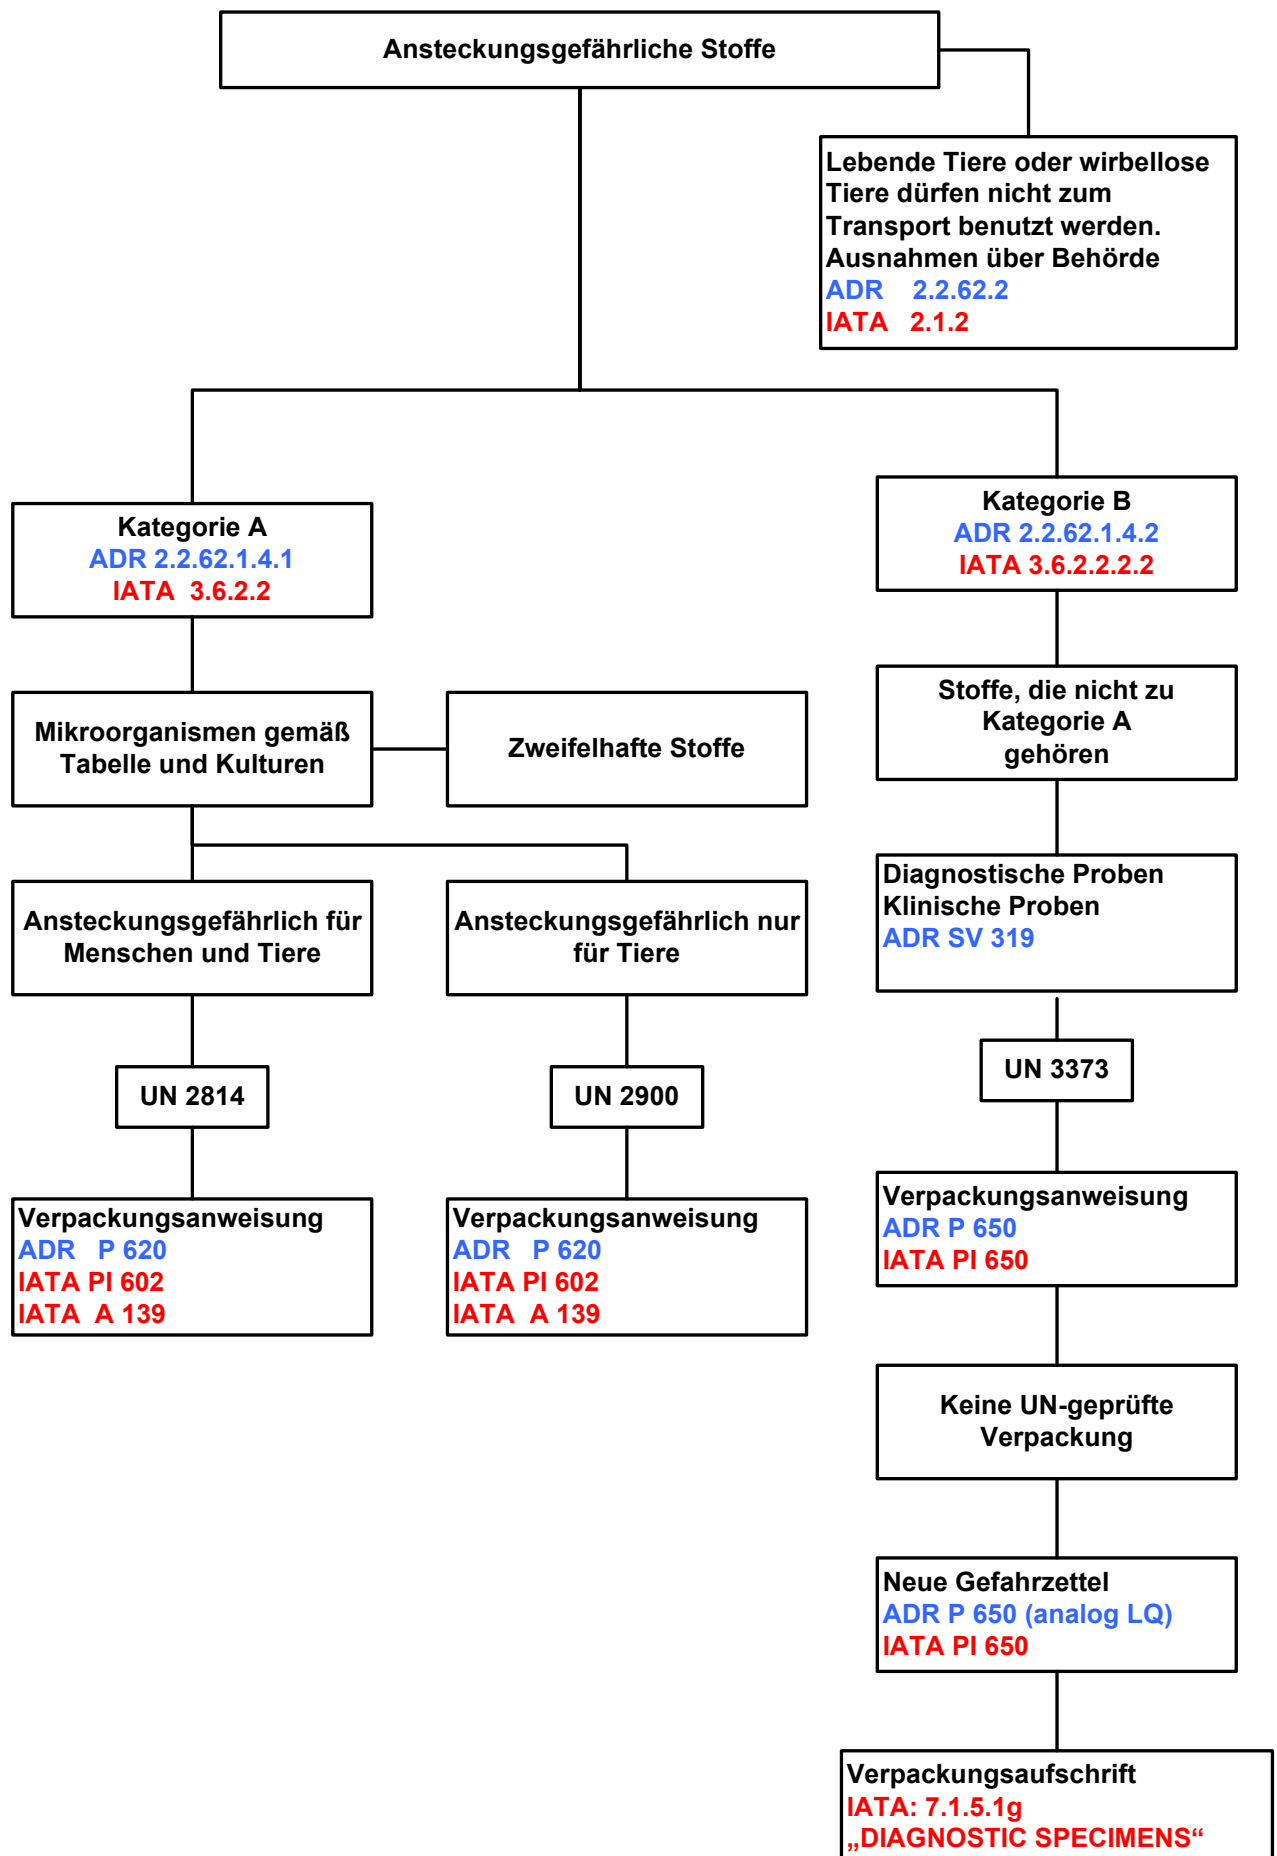 Ansteckungsgefährliche Stoffe
Lebende Tiere oder wirbellose
Tiere dürfen nicht zum
Transport benutzt werden.
Ausnahmen über Behörde
ADR 2.2.62.2
IATA 2.1.2
Kategorie A
ADR 2.2.62.1.4.1
IATA 3.6.2.2
Kategorie B
ADR 2.2.62.1.4.2
IATA 3.6.2.2.2.2
Mikroorganismen gemäß
Tabelle und Kulturen
Zweifelhafte Stoffe
Stoffe, die nicht zu
Kategorie A
gehören
Ansteckungsgefährlich für
Menschen und Tiere
Ansteckungsgefährlich nur
für Tiere
Diagnostische Proben
Klinische Proben
ADR SV 319
UN 2814
UN 2900
UN 3373
Verpackungsanweisung
ADR P 620
IATA PI 602
IATA A 139
Verpackungsanweisung
ADR P 620
IATA PI 602
IATA A 139
Verpackungsanweisung
ADR P 650
IATA PI 650
Keine UN-geprüfte
Verpackung
Neue Gefahrzettel
ADR P 650 (analog LQ)
IATA PI 650
Verpackungsaufschrift
IATA: 7.1.5.1g
„DIAGNOSTIC SPECIMENS“